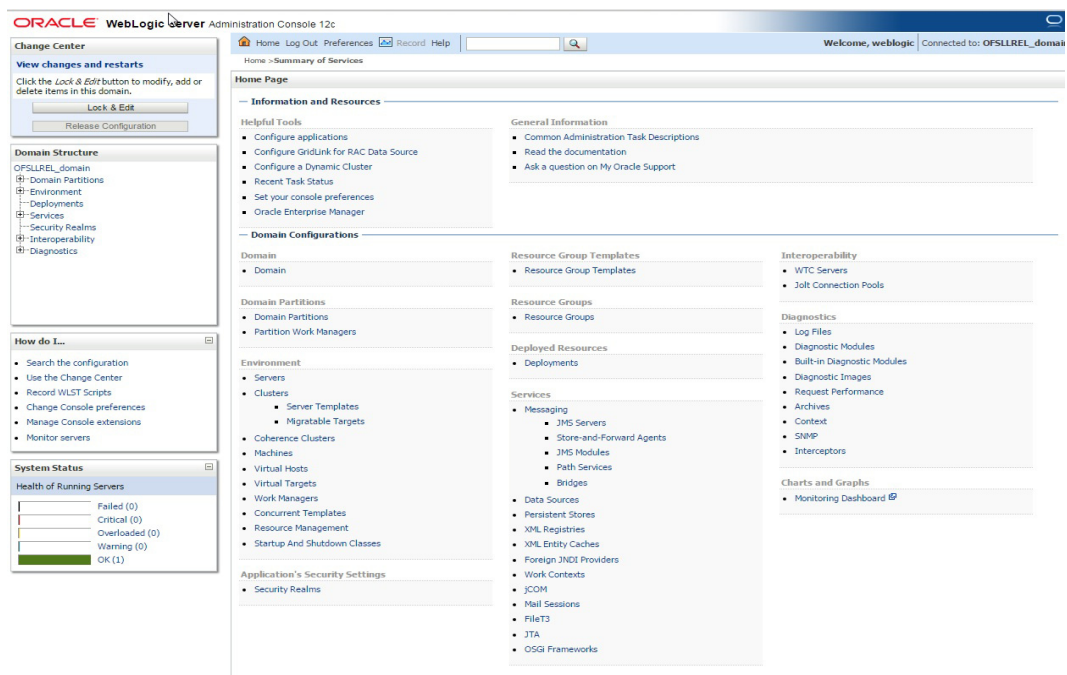 ORACLE WebLogic Server Administration Console 12c
Change Center
View changes and restarts
Click the Lock & Edit button to modify, add or
delete items in this domain.
Lock & Edit
Release Configuration
Domain Structure
OFSLLREL_domain
Domain Partitions
Environment
Deployments
Services
Security Realms
Interoperability
Diagnostics
How do I...
Search the configuration
Use the Change Center
Record WLST Scripts
Change Console preferences
Manage Console extensions
Monitor servers
System Status
Health of Running Servers
Failed (0)
Critical (0)
Overloaded (0)
Warning (0)
OK (1)
Home Log Out Preferences Record Help
Welcome, weblogic Connected to: OFSLLREL_domain
Home >Summary of Services
Home Page
Information and Resources
Helpful Tools
Configure applications
Configure GridLink for RAC Data Source
Configure a Dynamic Cluster
Recent Task Status
Set your console preferences
Oracle Enterprise Manager
General Information
Common Administration Task Descriptions
Read the documentation
Ask a question on My Oracle Support
Domain Configurations
Domain
Domain
Domain Partitions
Domain Partitions
Partition Work Managers
Environment
Servers
Clusters
Server Templates
Migratable Targets
Coherence Clusters
Machines
Virtual Hosts
Virtual Targets
Work Managers
Concurrent Templates
Resource Management
Startup And Shutdown Classes
Application's Security Settings
Security Realms
Resource Group Templates
Resource Group Templates
Resource Groups
Resource Groups
Deployed Resources
Deployments
Services
Messaging
JMS Servers
Store-and-Forward Agents
JMS Modules
Path Services
Bridges
Data Sources
Persistent Stores
XML Registries
XML Entity Caches
Foreign JNDI Providers
Work Contexts
jCOM
Mail Sessions
FileT3
JTA
OSGi Frameworks
Interoperability
WTC Servers
Jolt Connection Pools
Diagnostics
Log Files
Diagnostic Modules
Built-in Diagnostic Modules
Diagnostic Images
Request Performance
Archives
Context
SNMP
Interceptors
Charts and Graphs
Monitoring Dashboard